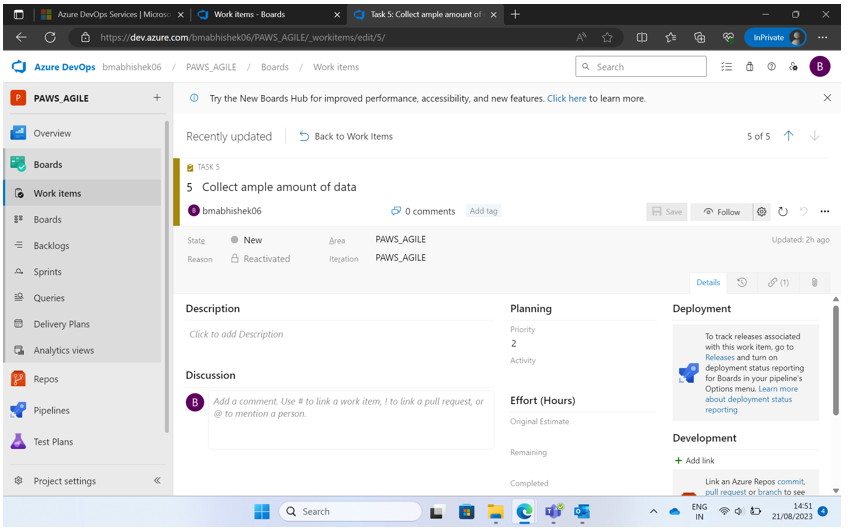 Azure DevOps Services | Microso
Work items - Boards
Task 5: Collect ample amount of
https://dev.azure.com/bmabhishek06/PAWS_AGILE/_workitems/edit/5/
InPrivate
Azure DevOps bmabhishek06 / PAWS_AGILE / Boards / Work items
Search
B
P PAWS_AGILE
Try the New Boards Hub for improved performance, accessibility, and new features. Click here to learn more.
Overview
Boards
Work items
Boards
Backlogs
Sprints
Queries
Delivery Plans
Analytics views
Repos
Pipelines
Test Plans
Project settings
Recently updated
Back to Work Items
5 of 5
TASK 5
5 Collect ample amount of data
B bmabhishek06
0 comments
Add tag
Save
Follow
State New
Area PAWS_AGILE
Updated: 2h ago
Reason Reactivated
Iteration PAWS_AGILE
Details
(1)
Description
Click to add Description
Discussion
B
Add a comment. Use # to link a work item, ! to link a pull request, or
@ to mention a person.
Planning
Priority
2
Activity
Effort (Hours)
Original Estimate
Remaining
Completed
Deployment
To track releases associated
with this work item, go to
Releases and turn on
deployment status reporting
for Boards in your pipeline's
Options menu. Learn more
about deployment status
reporting
Development
+ Add link
Link an Azure Repos commit,
pull request or branch to see
Search
ENG
IN
14:51
21/08/2023
4